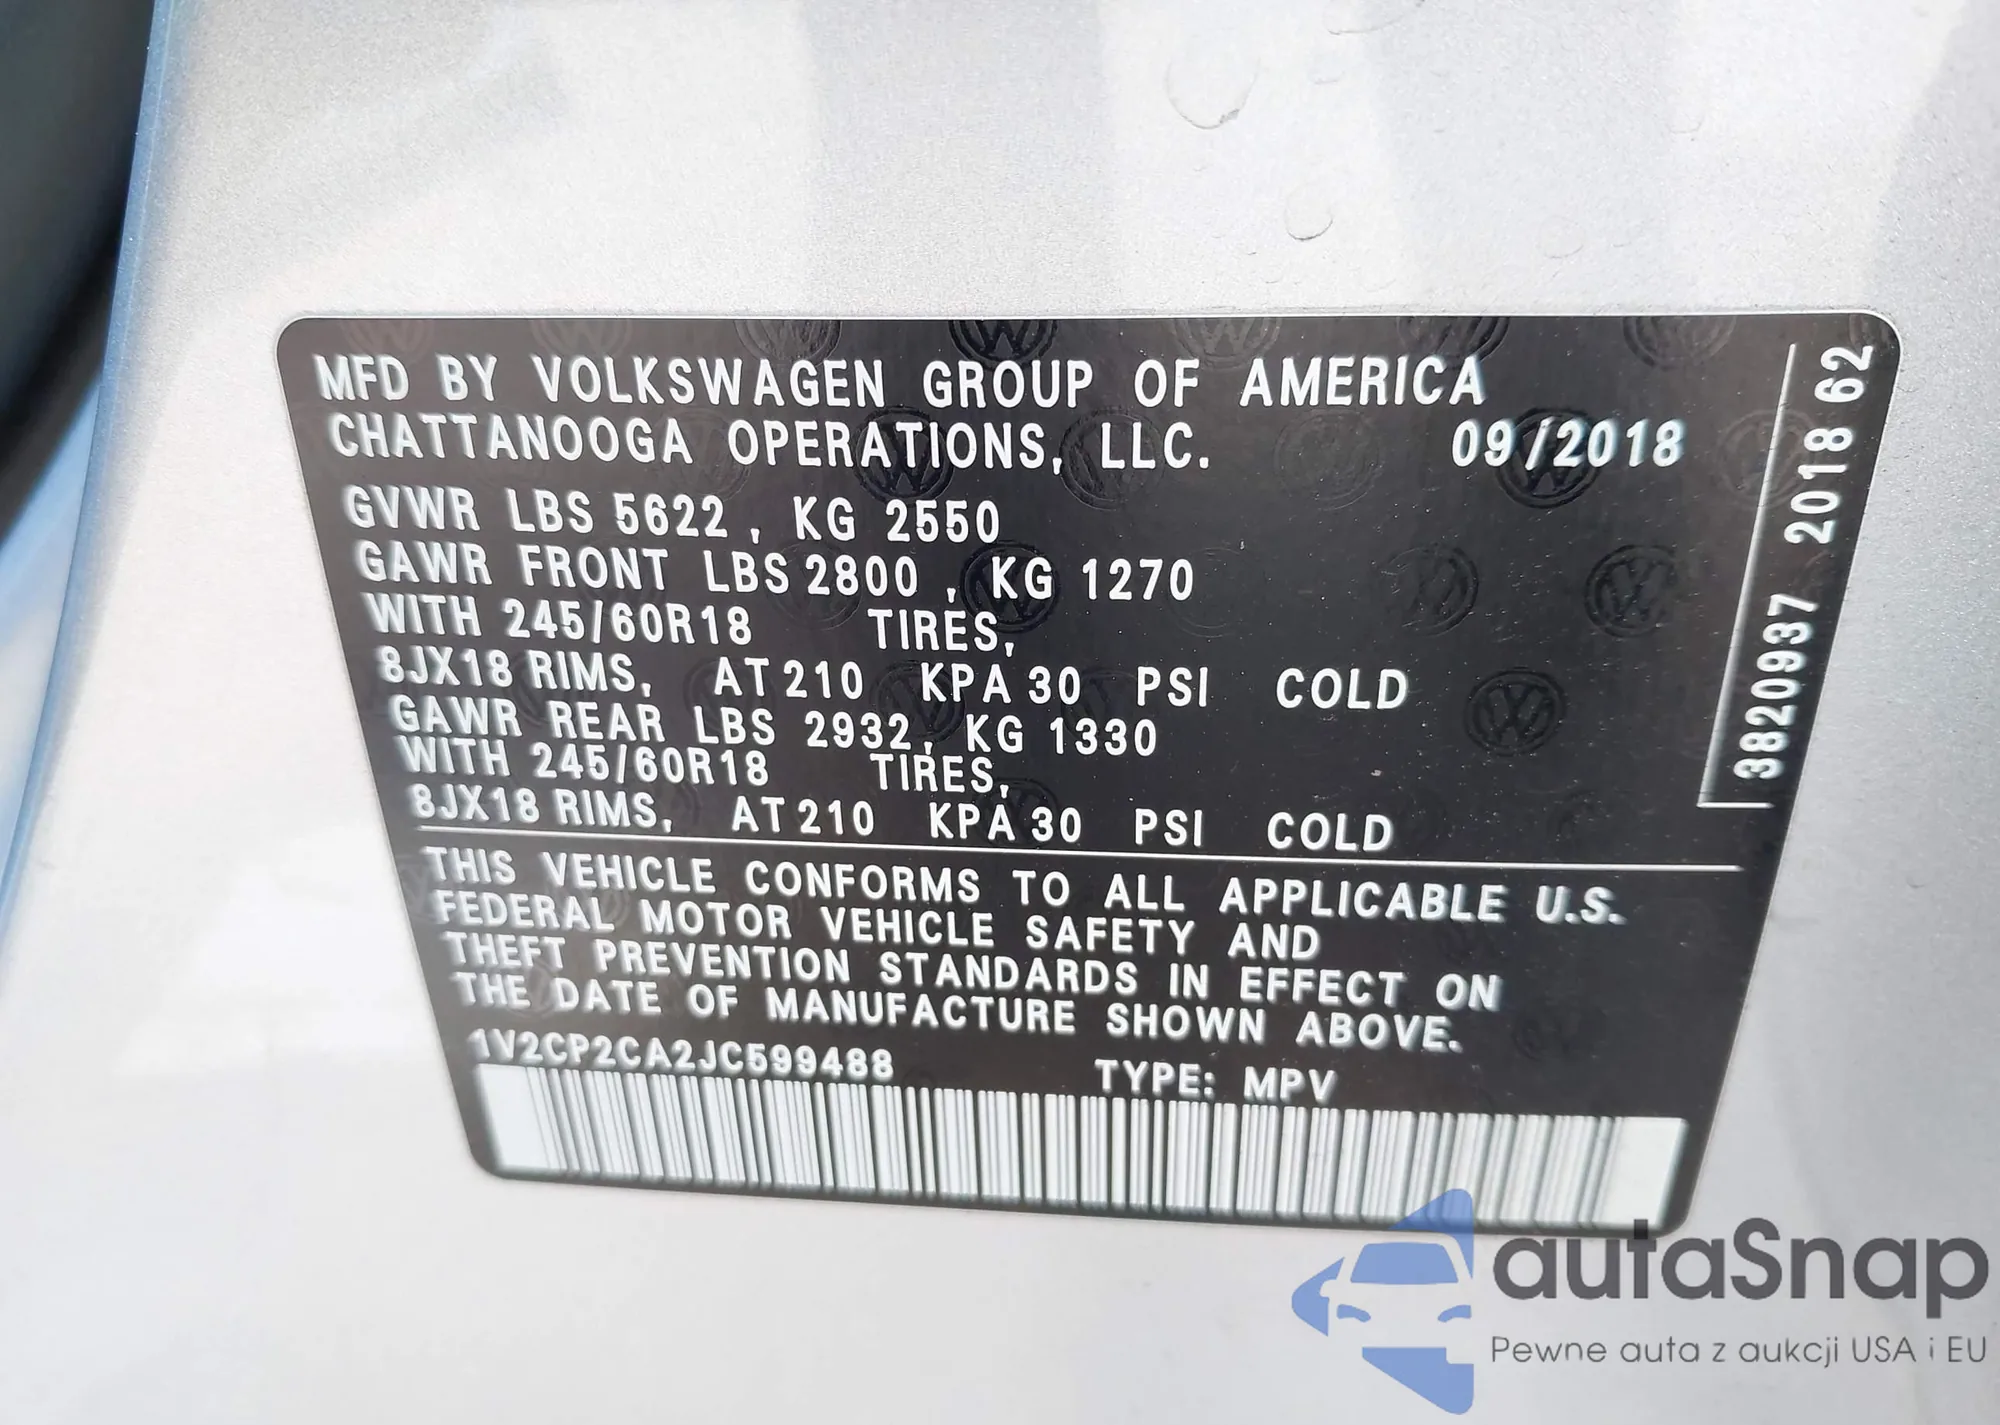 MFD BY VOLKSWAGEN GROUP OF AMERICA
CHATTANOOGA OPERATIONS, LLC. 09/2018
GVWR LBS 5622 , KG 2550
GAWR FRONT LBS 2800 , KG 1270
WITH 245/60R18 TIRES,
8JX18 RIMS, AT 210 KPA 30 PSI COLD
GAWR REAR LBS 2932, KG 1330
WITH 245/60R18 TIRES,
8JX18 RIMS, AT 210 KPA 30 PSI COLD
THIS VEHICLE CONFORMS TO ALL APPLICABLE U.S.
FEDERAL MOTOR VEHICLE SAFETY AND
THEFT PREVENTION STANDARDS IN EFFECT ON
THE DATE OF MANUFACTURE SHOWN ABOVE.
1V2CP2CA2JC599488 TYPE: MPV
3820937 2018 62
autaSnap
Pewne auta z aukcji USA i EU